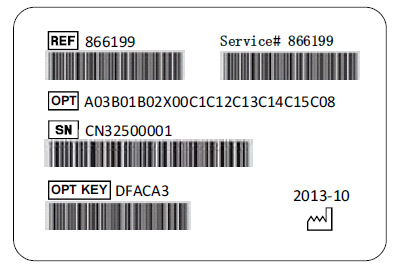 REF 866199 Service# 866199
OPT A03B01B02X00C1C12C13C14C15C08
SN CN32500001
OPT KEY DFACA3
2013-10